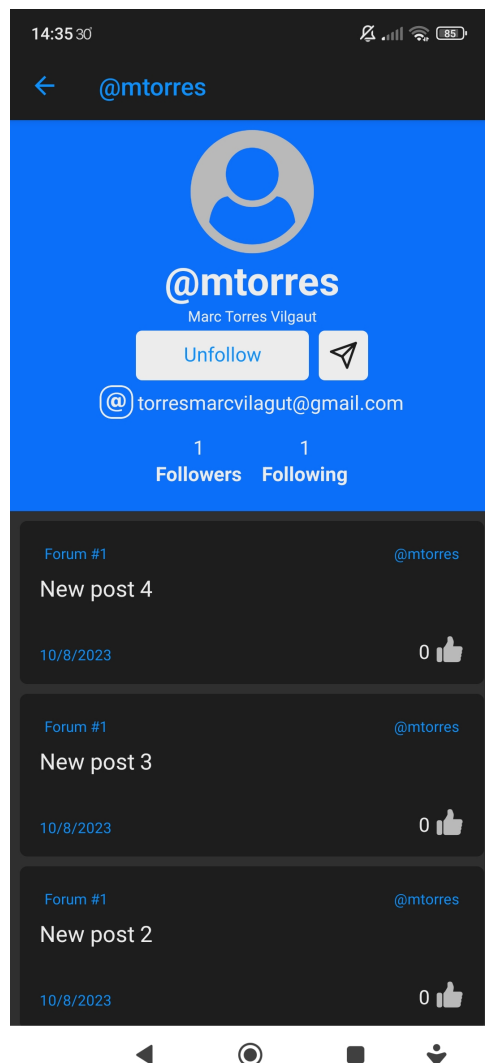 14:35 30
85
@mtorres
@mtorres
Marc Torres Vilgaut
Unfollow
@ torresmarcvilagut@gmail.com
1 1
Followers Following
Forum #1 @mtorres
New post 4
10/8/2023 0
Forum #1 @mtorres
New post 3
10/8/2023 0
Forum #1 @mtorres
New post 2
10/8/2023 0